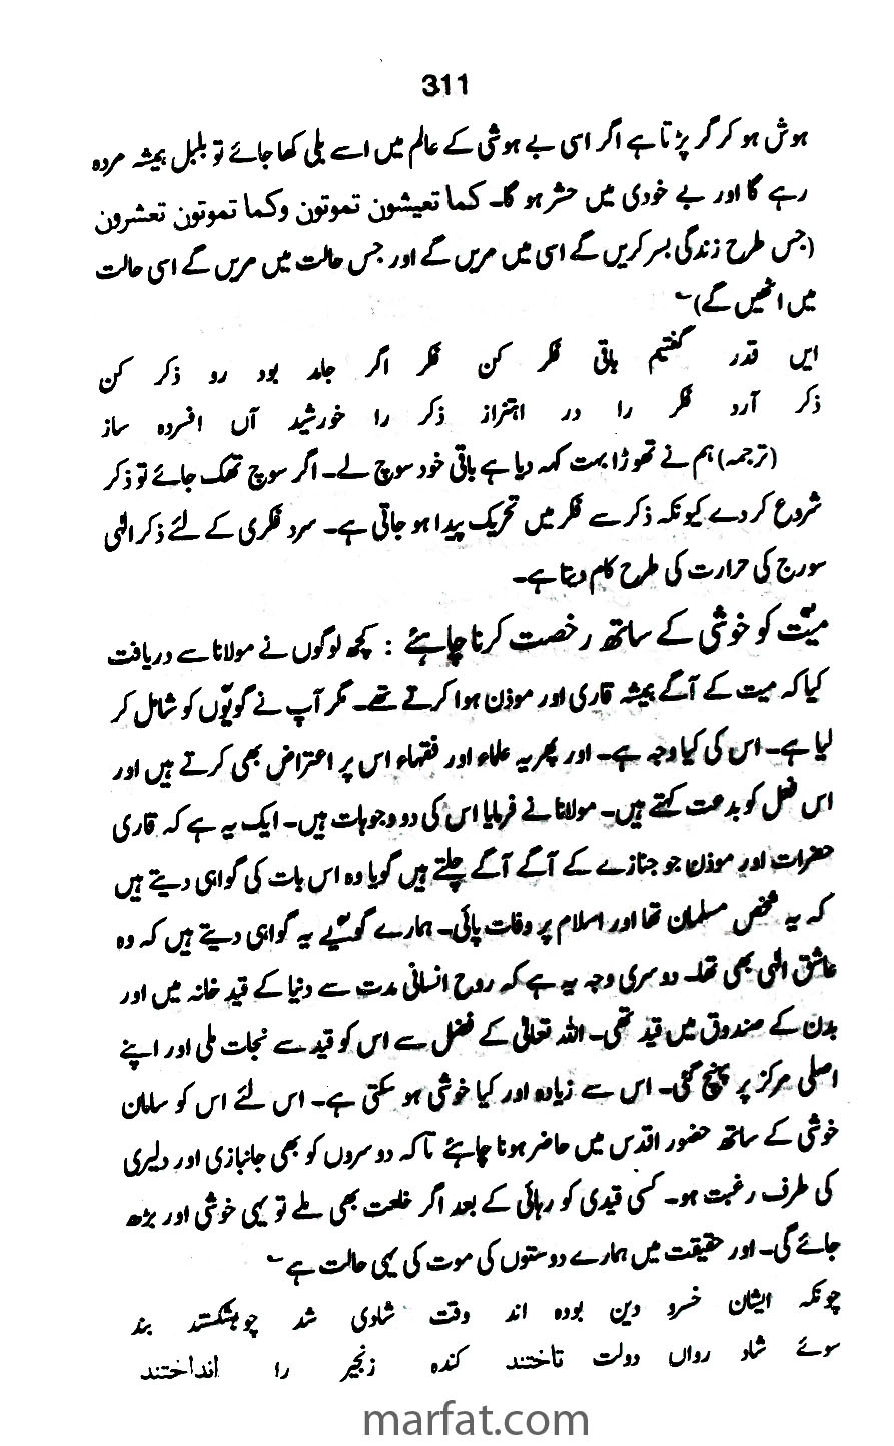 311
ہوش ہو کر گر پڑتا ہے اگر اسی بے ہوشی کے عالم میں اسے بلی کھا جائے تو بلبل ہمیشہ مردہ
رہے گا اور بے خودی میں حشر ہو گا۔ کما تعیشون تموتون وکما تموتون تعشرون
(جس طرح زندگی بسر کریں گے اسی میں مریں گے اور جس حالت میں مریں گے اسی حالت
میں اٹھیں گے)؎
ایں قدر گفتیم باقی فکر کن فکر اگر جامد بود رو ذکر کن
ذکر آرد فکر را در اہتزاز ذکر را خورشید آں افسردہ ساز
(ترجمہ) ہم نے تھوڑا بہت کہہ دیا ہے باقی خود سوچ لے۔ اگر سوچ تھک جائے تو ذکر
شروع کر دے کیونکہ ذکر سے فکر میں تحریک پیدا ہو جاتی ہے۔ سرد فکری کے لئے ذکر الٰہی
سورج کی حرارت کی طرح کام دیتا ہے۔
میّت کو خوشی کے ساتھ رخصت کرنا چاہئے : کچھ لوگوں نے مولانا سے دریافت
کیا کہ میت کے آگے ہمیشہ قاری اور موذن ہوا کرتے تھے۔ مگر آپ نے گویّوں کو شامل کر
لیا ہے۔ اس کی کیا وجہ ہے۔ اور پھر یہ علماء اور فقہاء اس پر اعتراض بھی کرتے ہیں اور
اس فعل کو بدعت کہتے ہیں۔ مولانا نے فرمایا اس کی دو وجوہات ہیں۔ ایک یہ ہے کہ قاری
حضرات اور موذن جو جنازے کے آگے آگے چلتے ہیں گویا وہ اس بات کی گواہی دیتے ہیں
کہ یہ شخص مسلمان تھا اور اسلام پر وفات پائی۔ ہمارے گویّے یہ گواہی دیتے ہیں کہ وہ
عاشق الٰہی بھی تھا۔ دوسری وجہ یہ ہے کہ روح انسانی مدت سے دنیا کے قید خانہ میں اور
بدن کے صندوق میں قید تھی۔ اللہ تعالیٰ کے فضل سے اس کو قید سے نجات ملی اور اپنے
اصلی مرکز پر پہنچ گئی۔ اس سے زیادہ اور کیا خوشی ہو سکتی ہے۔ اس لئے اس کو سامان
خوشی کے ساتھ حضور اقدس میں حاضر ہونا چاہئے تاکہ دوسروں کو بھی جانبازی اور دلیری
کی طرف رغبت ہو۔ کسی قیدی کو رہائی کے بعد اگر خلعت بھی ملے تو یہی خوشی اور بڑھ
جائے گی۔ اور حقیقت میں ہمارے دوستوں کی موت کی یہی حالت ہے؎
چونکہ ایشان خسرو دین بودہ اند وقت شادی شد چو بشکستند بند
سوئے شاد رواں دولت تاختند کندہ زنجیر را انداختند
marfat.com